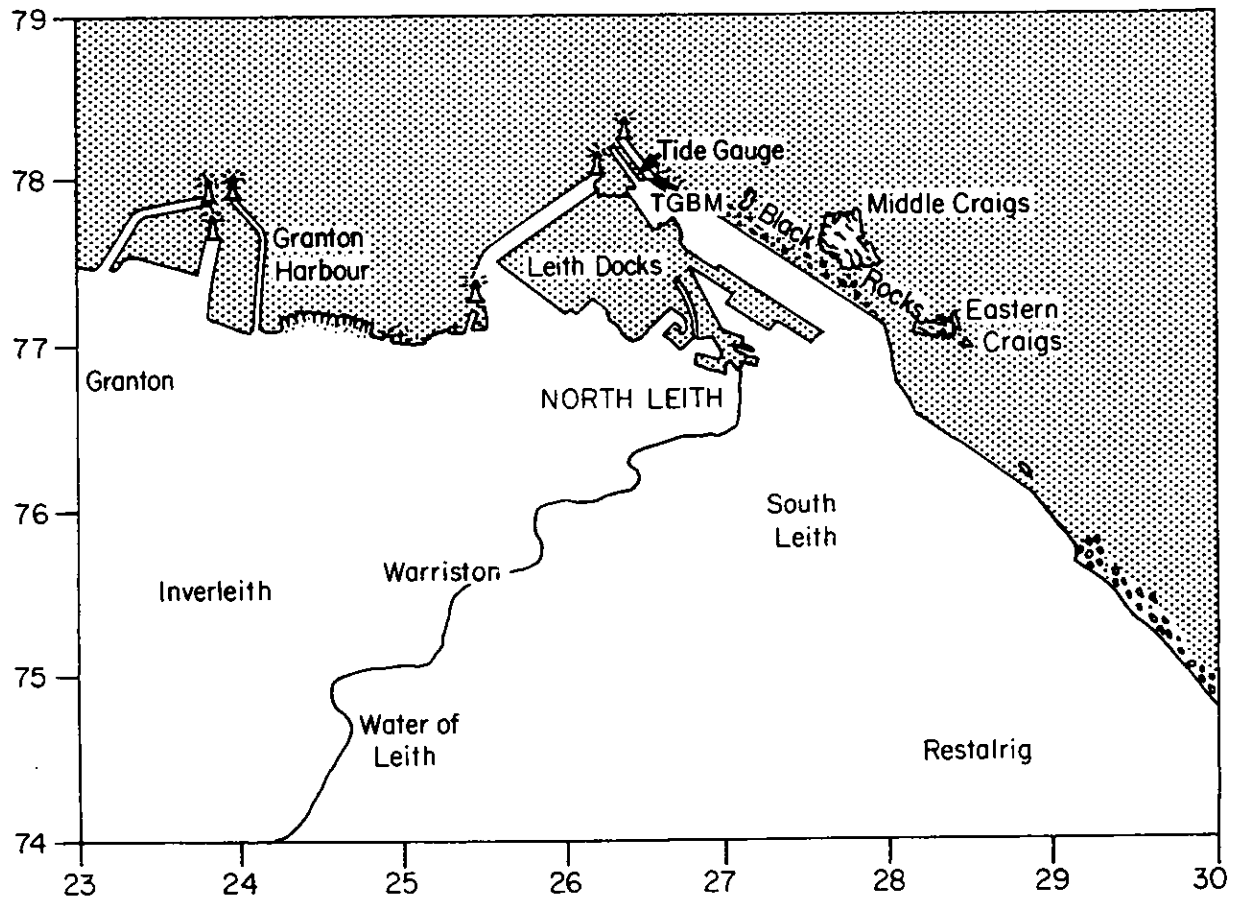 79
78
77
76
75
74
23
24
25
26
27
28
29
30
Tide Gauge
TGBM
Black
Rocks
Middle Craigs
Granton
Harbour
Leith Docks
Eastern
Craigs
Granton
NORTH LEITH
South
Leith
Warriston
Inverleith
Water of
Leith
Restalrig